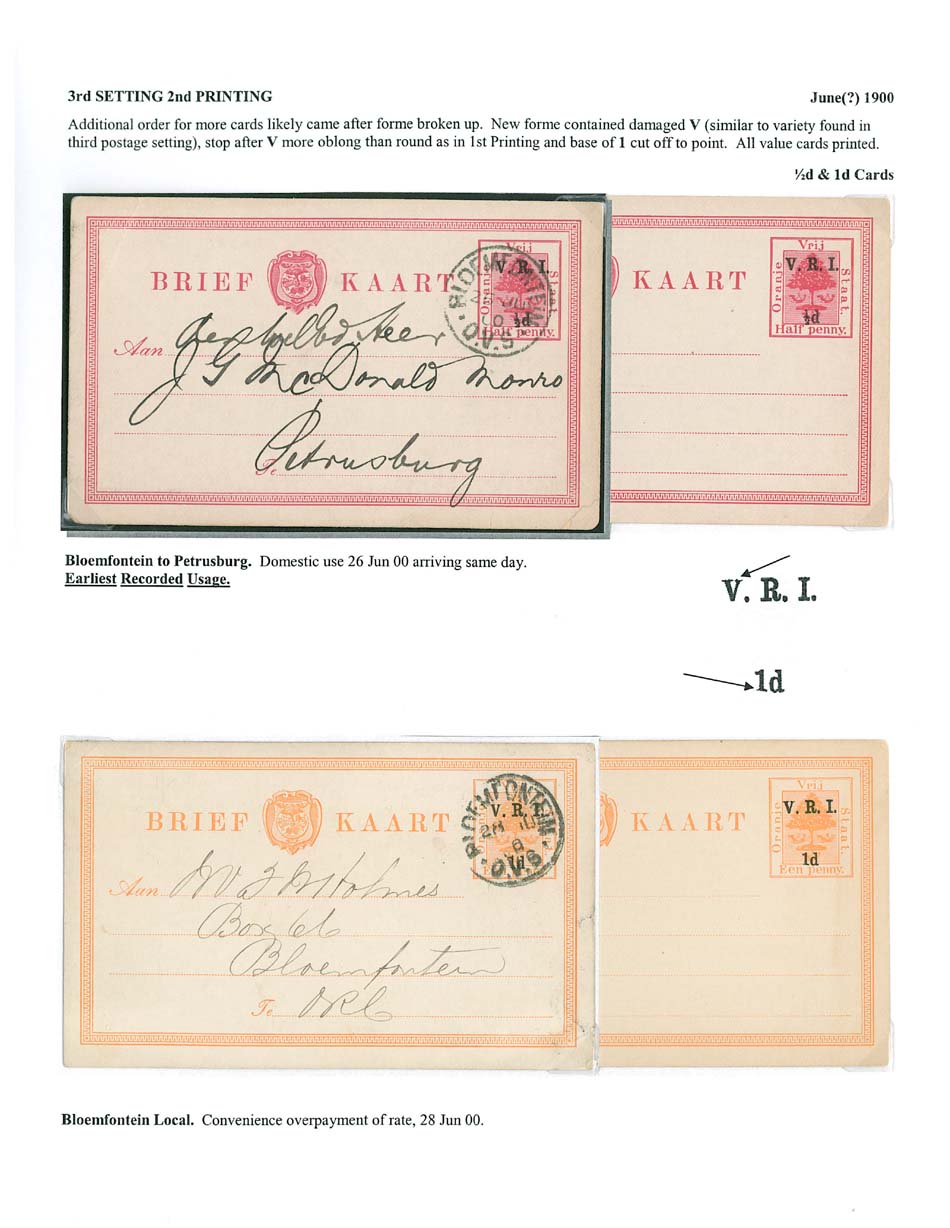 3rd SETTING 2nd PRINTING
June(?) 1900
Additional order for more cards likely came after forme broken up. New forme contained damaged V (similar to variety found in
third postage setting), stop after V more oblong than round as in 1st Printing and base of 1 cut off to point. All value cards printed.
½d & 1d Cards
BRIEF KAART
Vrij
Oranje
Staat.
V. R. I.
½d
Half penny.
BLOEMFONTEIN
O.V.S.
Aan
Heer
J G McDonald Monro
Te Petrusburg
KAART
Vrij
Oranje
Staat.
V. R. I.
½d
Half penny.
Bloemfontein to Petrusburg. Domestic use 26 Jun 00 arriving same day.
Earliest Recorded Usage.
V. R. I.
1d
BRIEF KAART
V. R. I.
1d
BLOEMFONTEIN
28
O.V.S.
Aan Holmes
Box 66
Bloemfontein
Te ORC
KAART
Vrij
Oranje
Staat.
V. R. I.
1d
Een penny.
Bloemfontein Local. Convenience overpayment of rate, 28 Jun 00.